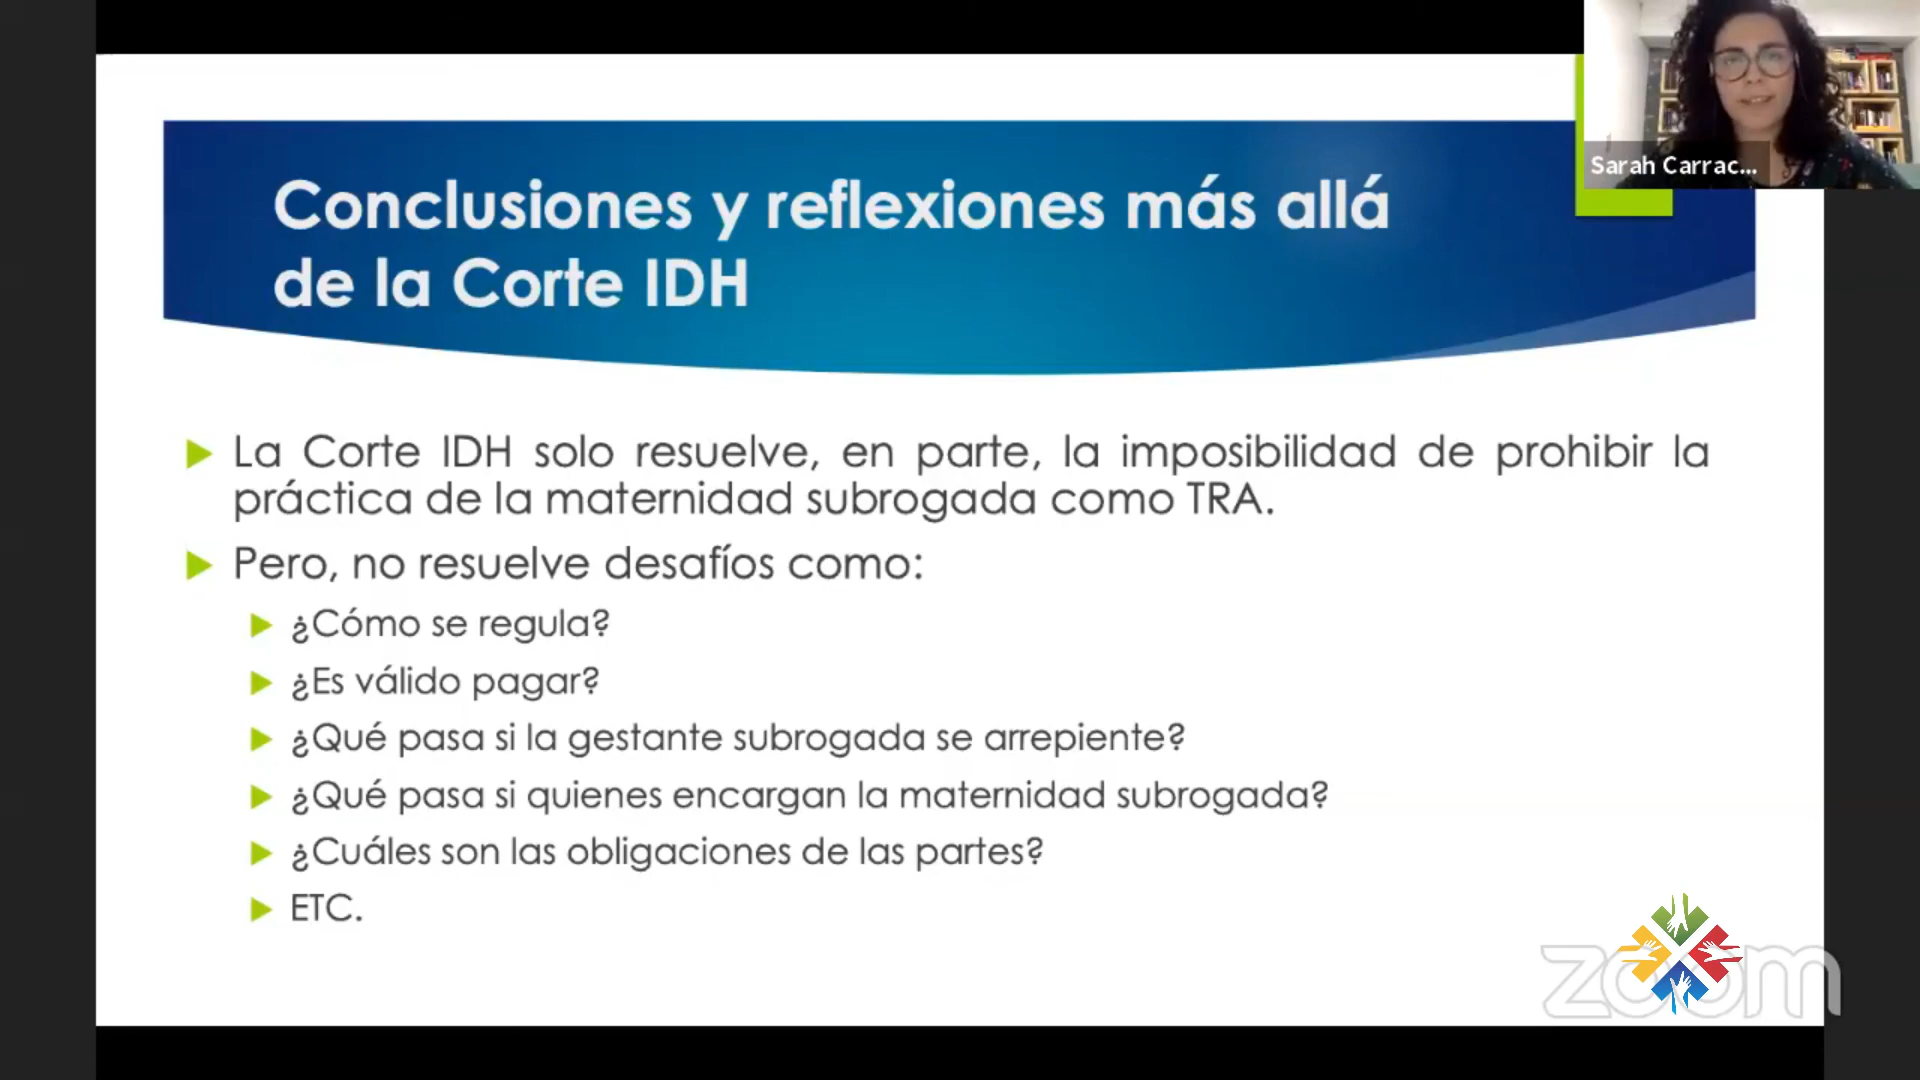 Sarah Carrac...
Conclusiones y reflexiones más allá
de la Corte IDH
La Corte IDH solo resuelve, en parte, la imposibilidad de prohibir la
práctica de la maternidad subrogada como TRA.
Pero, no resuelve desafíos como:
¿Cómo se regula?
¿Es válido pagar?
¿Qué pasa si la gestante subrogada se arrepiente?
¿Qué pasa si quienes encargan la maternidad subrogada?
¿Cuáles son las obligaciones de las partes?
ETC.
zoom